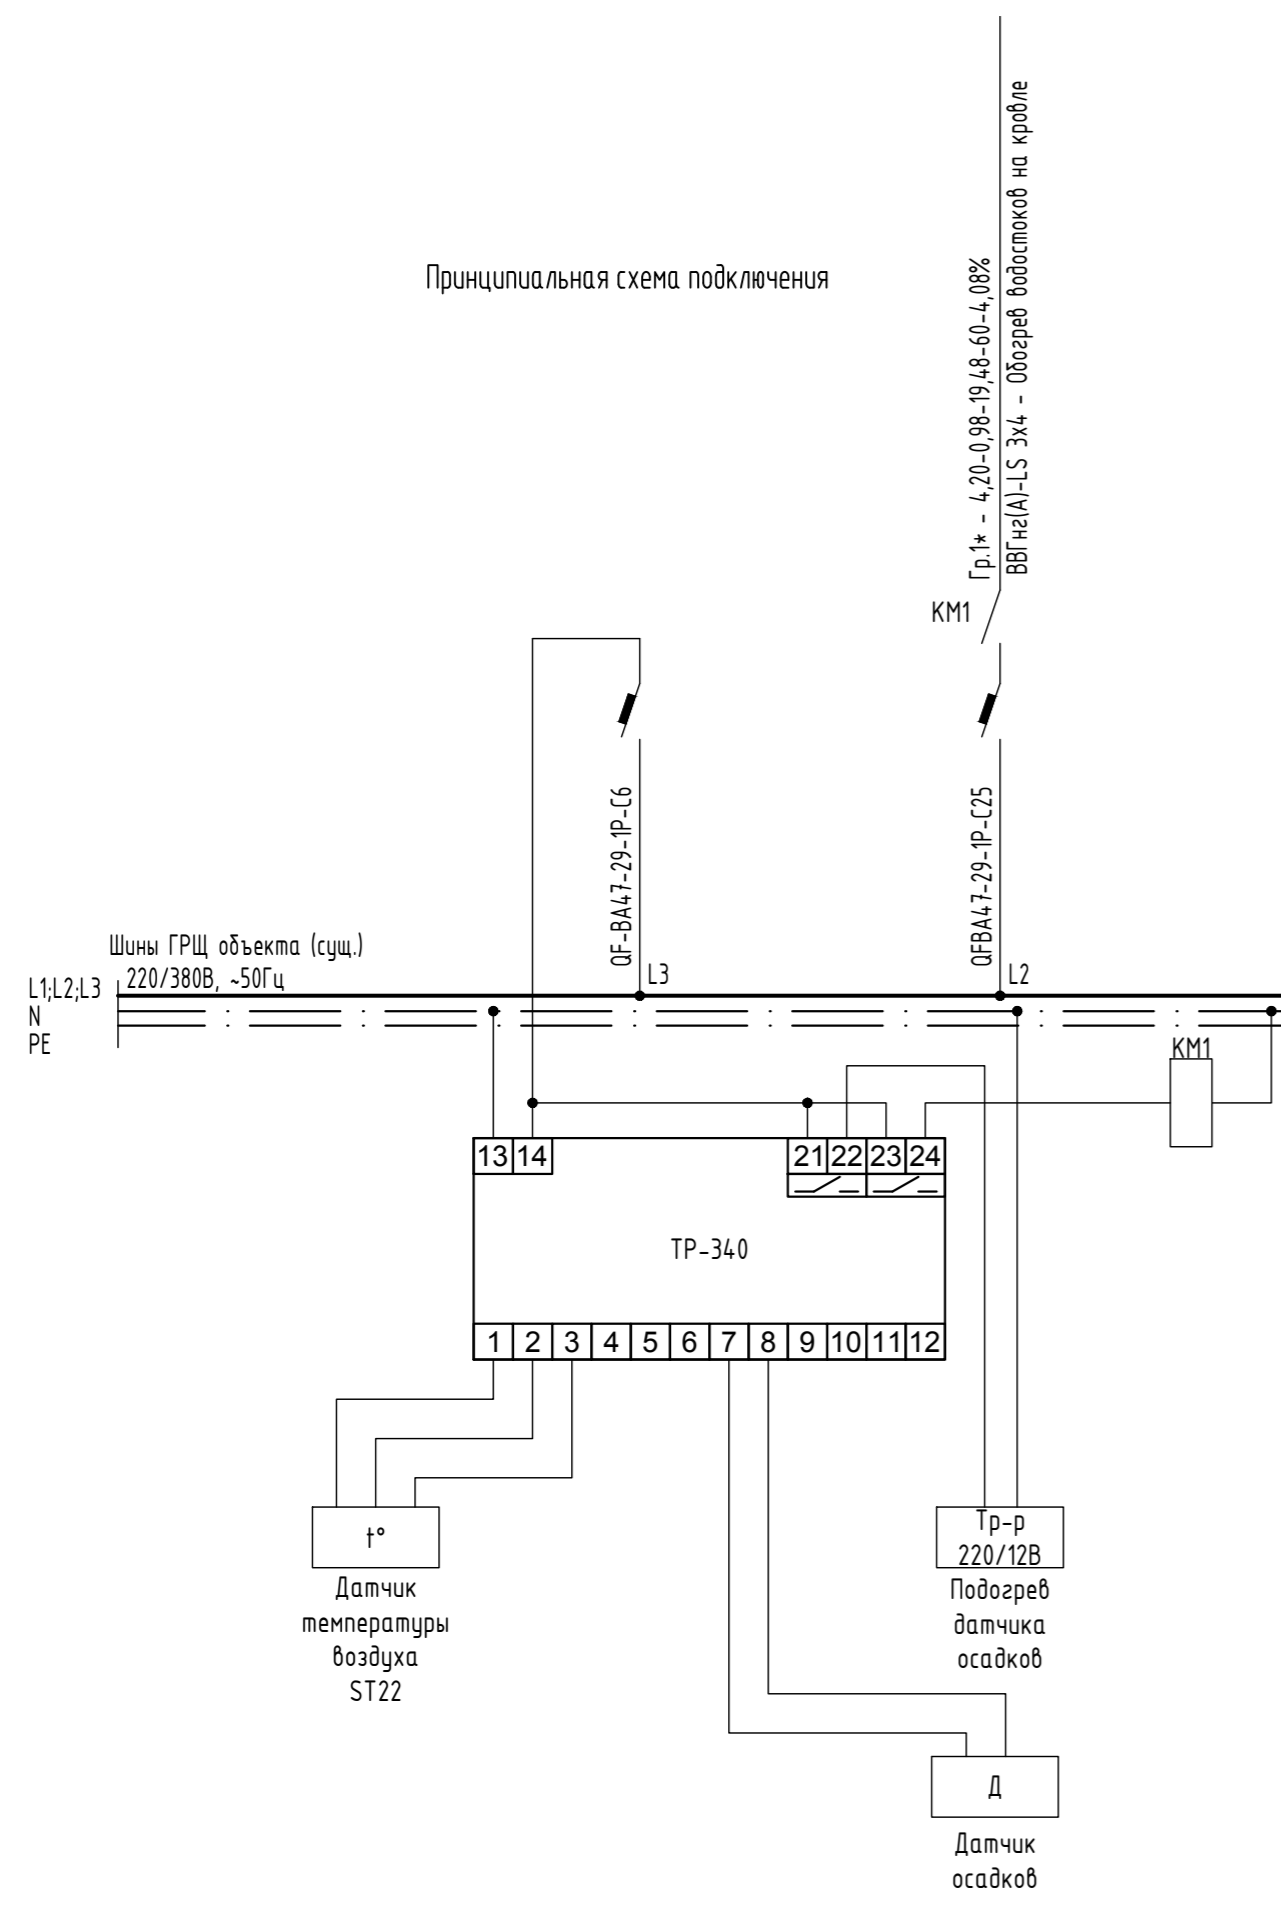 Принципиальная схема подключения
Гр.1* - 4,20-0,98-19,48-60-4,08%
ВВГнг(А)-LS 3х4 - Обогрев водостоков на кровле
КМ1
QF-ВА47-29-1Р-С6
QFВА47-29-1Р-С25
Шины ГРЩ объекта (сущ.)
220/380В, ~50Гц
L3
L2
L1;L2;L3
N
PE
КМ1
13 14
21 22 23 24
ТР-340
1 2 3 4 5 6 7 8 9 10 11 12
t°
Датчик
температуры
воздуха
ST22
Тр-р
220/12В
Подогрев
датчика
осадков
Д
Датчик
осадков